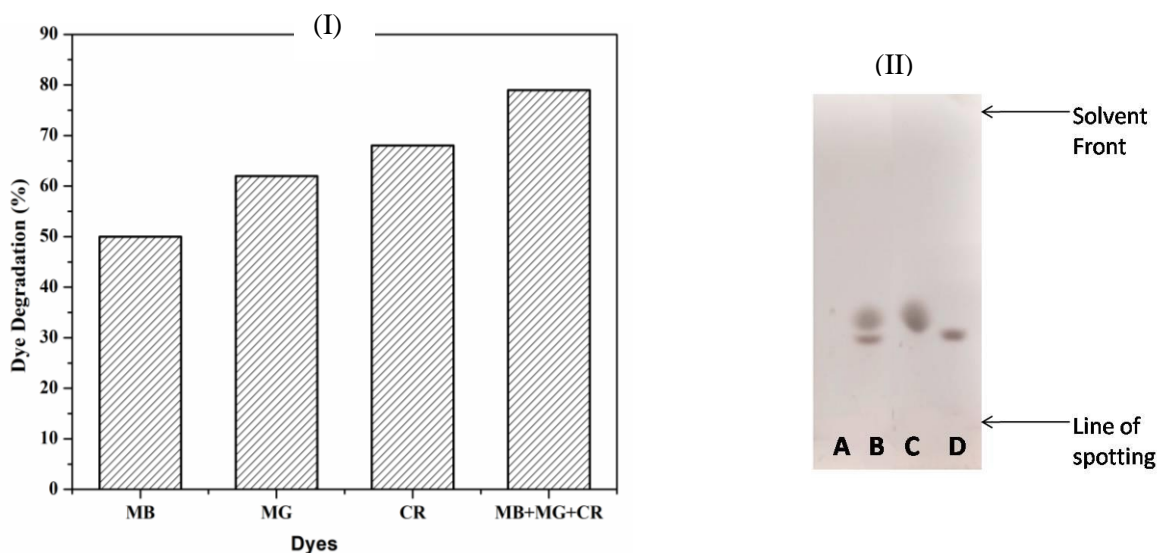 (I)
90
80
70
60
50
40
30
20
10
0
Dye Degradation (%)
MB MG CR MB+MG+CR
Dyes
(II)
Solvent
Front
Line of
spotting
A B C D